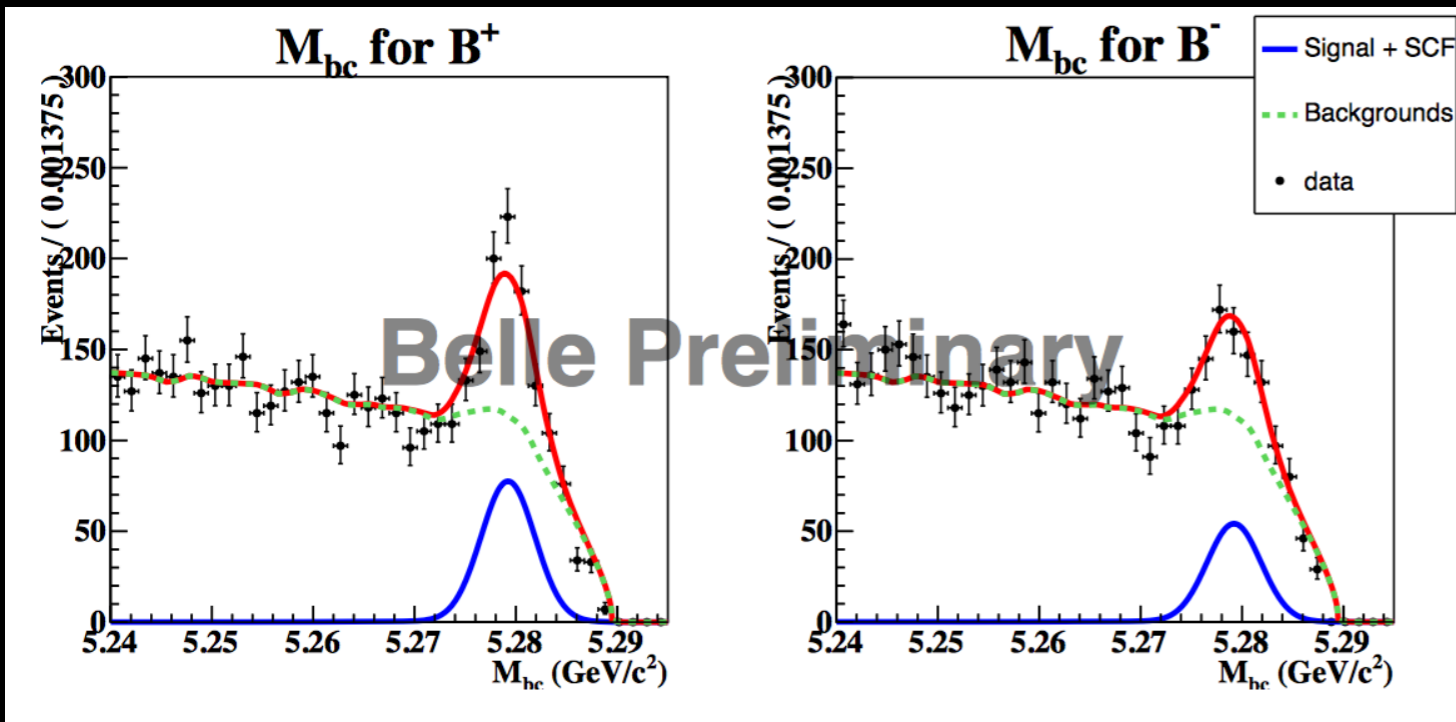 M_bc for B^+
Events / ( 0.001375 )
300
250
200
150
100
50
0
5.24 5.25 5.26 5.27 5.28 5.29
M_bc (GeV/c^2)
M_bc for B^-
Events / ( 0.001375 )
300
250
200
150
100
50
0
5.24 5.25 5.26 5.27 5.28 5.29
M_bc (GeV/c^2)
Signal + SCF
Backgrounds
data
Belle Preliminary